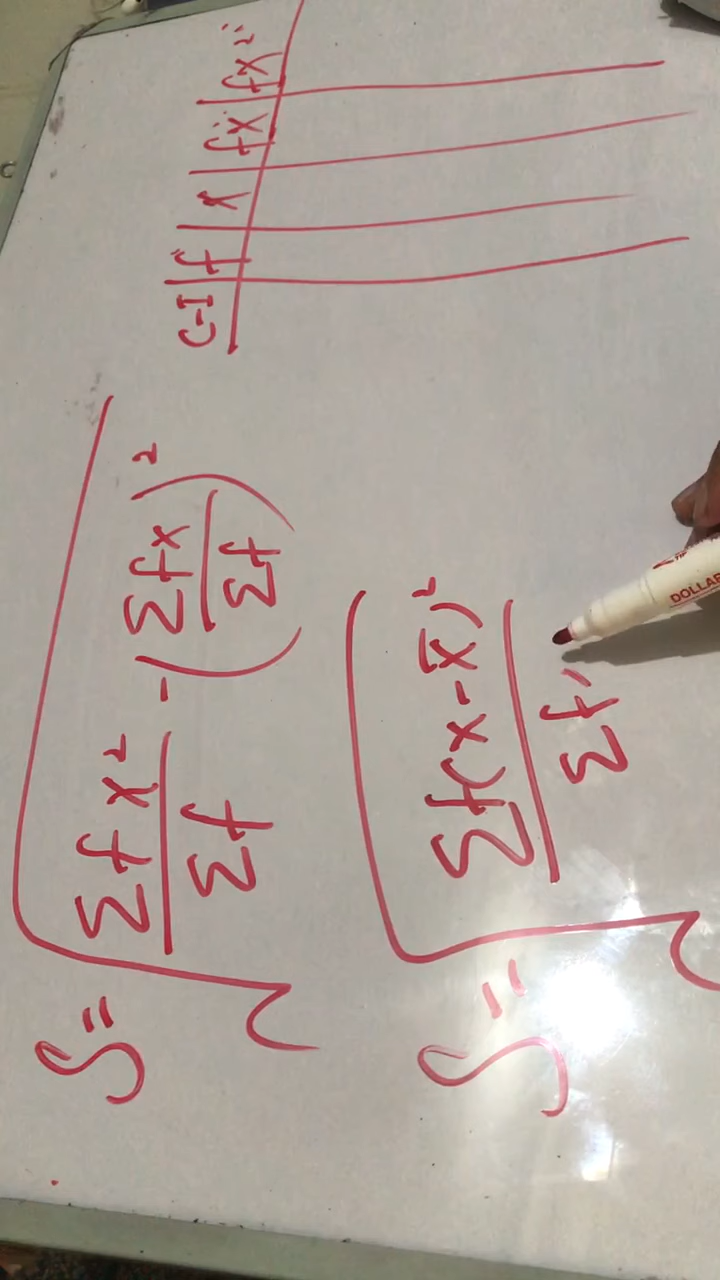 S = √( Σfx² / Σf - ( Σfx / Σf )² )
C-I | f | x | fx | fx²
S = √( Σf(x-x̄)² / Σf )
DOLLAR